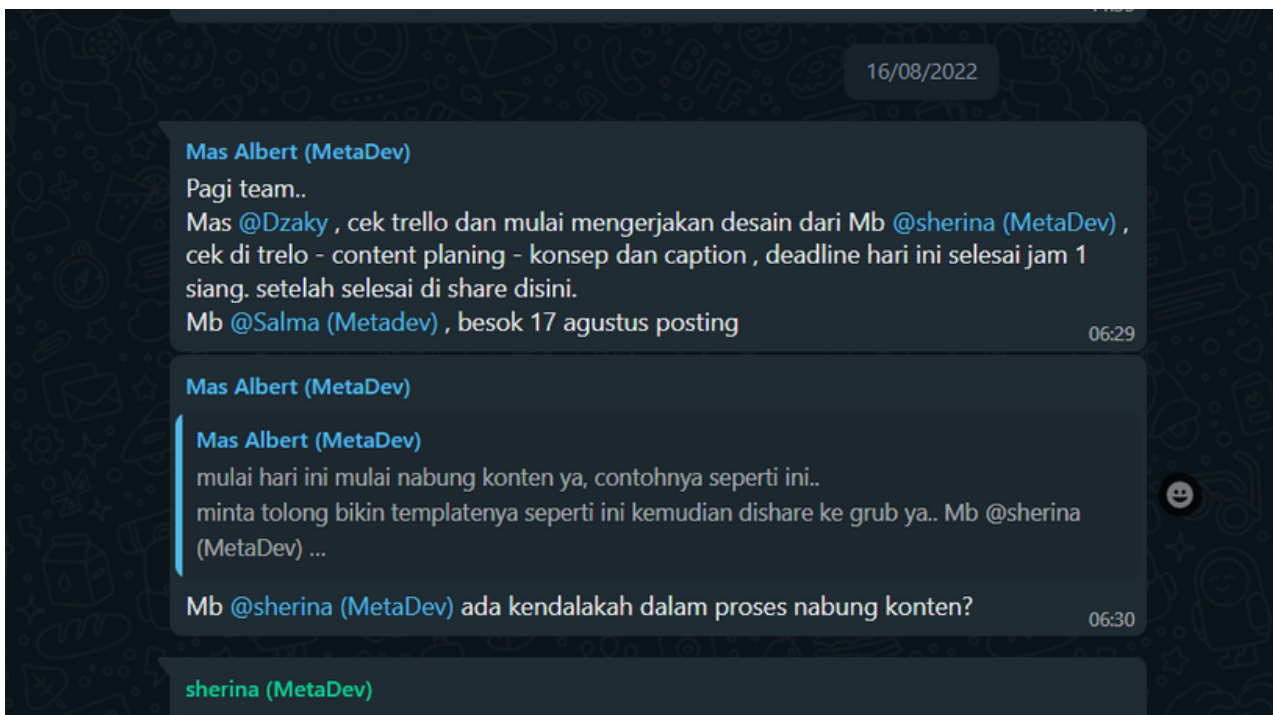 16/08/2022
Mas Albert (MetaDev)
Pagi team..
Mas @Dzaky , cek trello dan mulai mengerjakan desain dari Mb @sherina (MetaDev) ,
cek di trelo - content planing - konsep dan caption , deadline hari ini selesai jam 1
siang. setelah selesai di share disini.
Mb @Salma (Metadev) , besok 17 agustus posting
06:29
Mas Albert (MetaDev)
Mas Albert (MetaDev)
mulai hari ini mulai nabung konten ya, contohnya seperti ini..
minta tolong bikin templatenya seperti ini kemudian dishare ke grub ya.. Mb @sherina
(MetaDev) ...
Mb @sherina (MetaDev) ada kendalakah dalam proses nabung konten?
06:30
sherina (MetaDev)